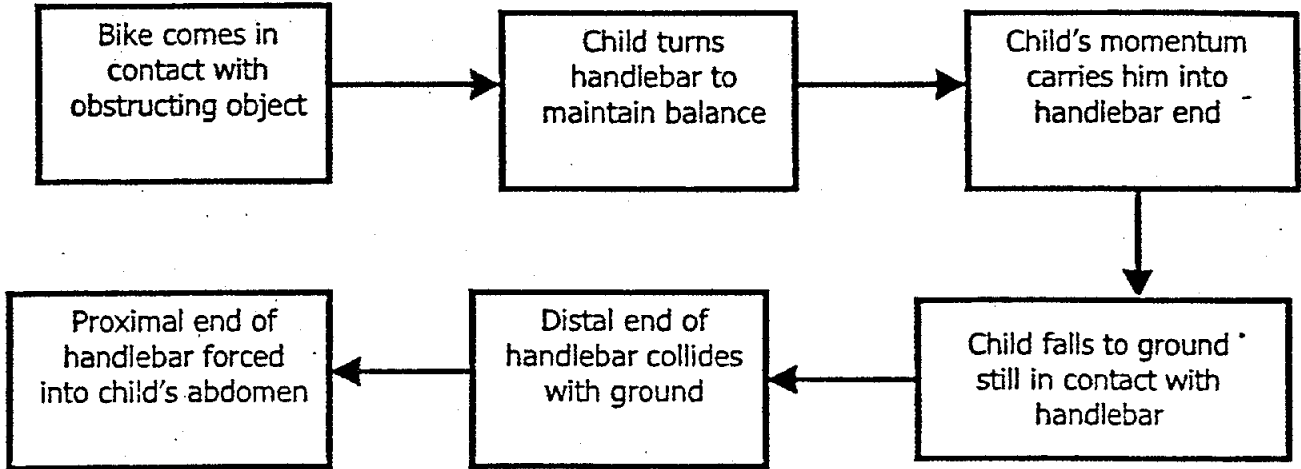 Bike comes in
contact with
obstructing object
Child turns
handlebar to
maintain balance
Child's momentum
carries him into
handlebar end
Child falls to ground
still in contact with
handlebar
Distal end of
handlebar collides
with ground
Proximal end of
handlebar forced
into child's abdomen